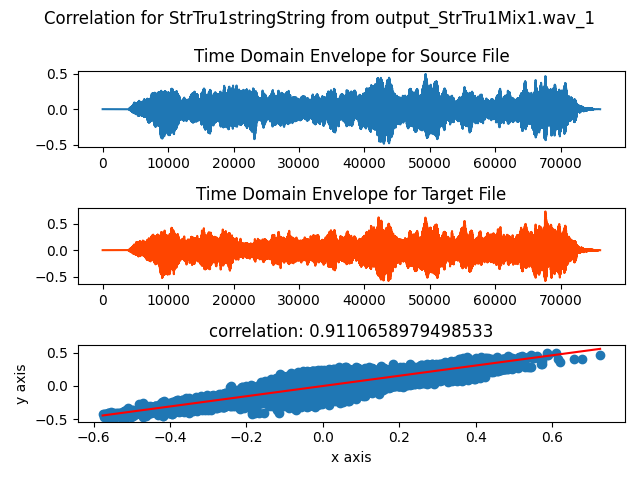 Correlation for StrTru1stringString from output_StrTru1Mix1.wav_1
Time Domain Envelope for Source File
0.5
0.0
−0.5
0 10000 20000 30000 40000 50000 60000 70000
Time Domain Envelope for Target File
0.5
0.0
−0.5
0 10000 20000 30000 40000 50000 60000 70000
correlation: 0.9110658979498533
y axis
0.5
0.0
−0.5
−0.6 −0.4 −0.2 0.0 0.2 0.4 0.6
x axis